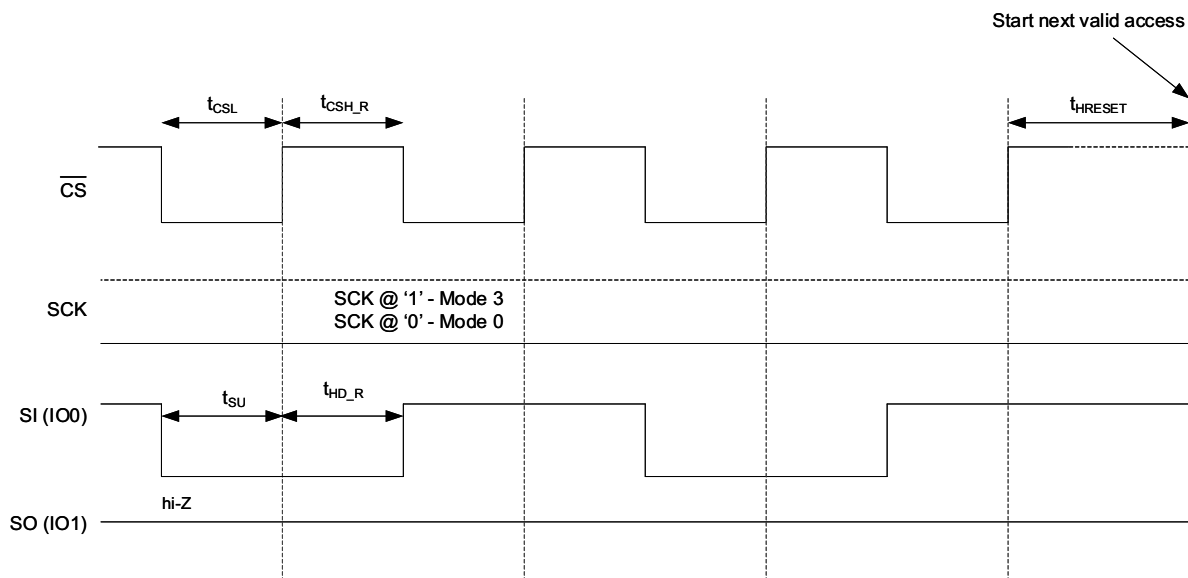 Start next valid access
tCSL
tCSH_R
tHRESET
CS
SCK @ ‘1’ - Mode 3
SCK
SCK @ ‘0’ - Mode 0
tSU
tHD_R
SI (IO0)
hi-Z
SO (IO1)